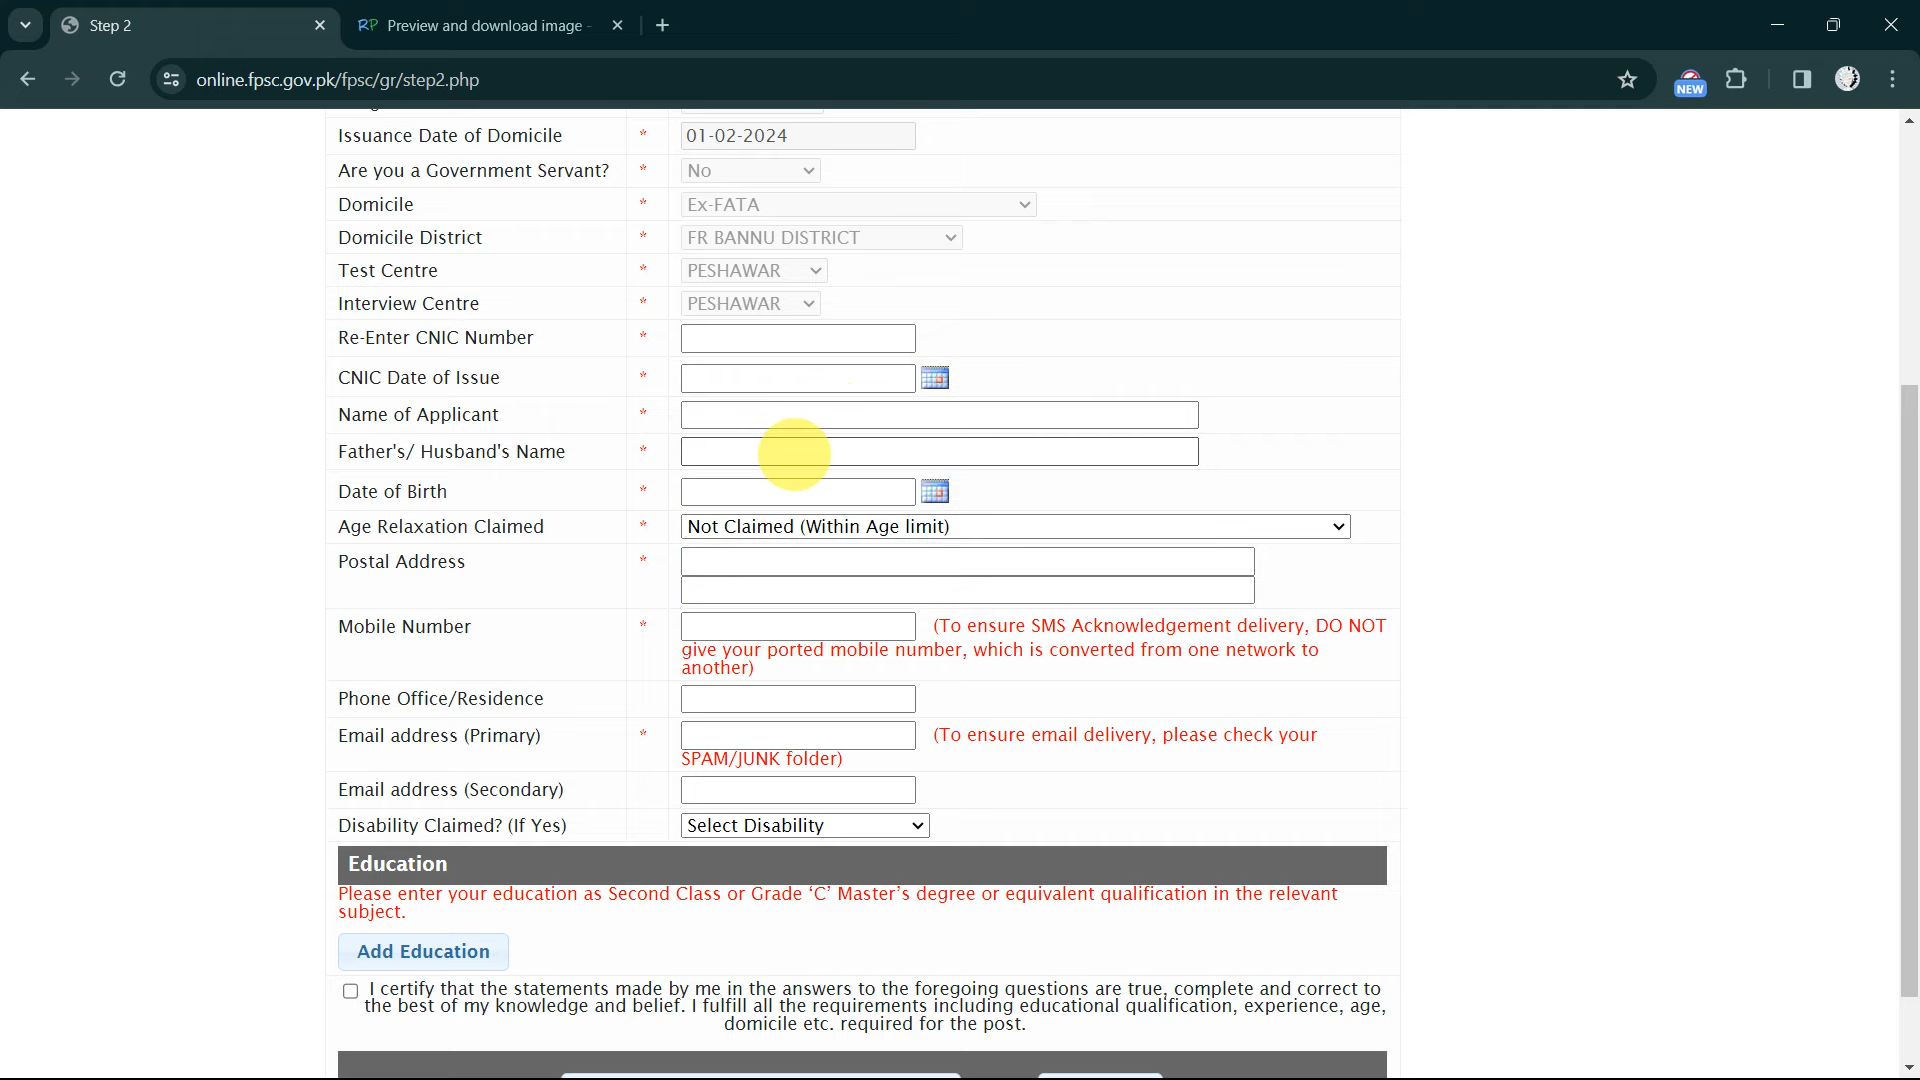 Step 2
RP Preview and download image -
online.fpsc.gov.pk/fpsc/gr/step2.php
NEW
Issuance Date of Domicile * 01-02-2024
Are you a Government Servant? * No
Domicile * Ex-FATA
Domicile District * FR BANNU DISTRICT
Test Centre * PESHAWAR
Interview Centre * PESHAWAR
Re-Enter CNIC Number *
CNIC Date of Issue *
Name of Applicant *
Father's/ Husband's Name *
Date of Birth *
Age Relaxation Claimed * Not Claimed (Within Age limit)
Postal Address *
Mobile Number * (To ensure SMS Acknowledgement delivery, DO NOT
give your ported mobile number, which is converted from one network to
another)
Phone Office/Residence
Email address (Primary) * (To ensure email delivery, please check your
SPAM/JUNK folder)
Email address (Secondary)
Disability Claimed? (If Yes) Select Disability
Education
Please enter your education as Second Class or Grade ‘C’ Master’s degree or equivalent qualification in the relevant
subject.
Add Education
I certify that the statements made by me in the answers to the foregoing questions are true, complete and correct to
the best of my knowledge and belief. I fulfill all the requirements including educational qualification, experience, age,
domicile etc. required for the post.